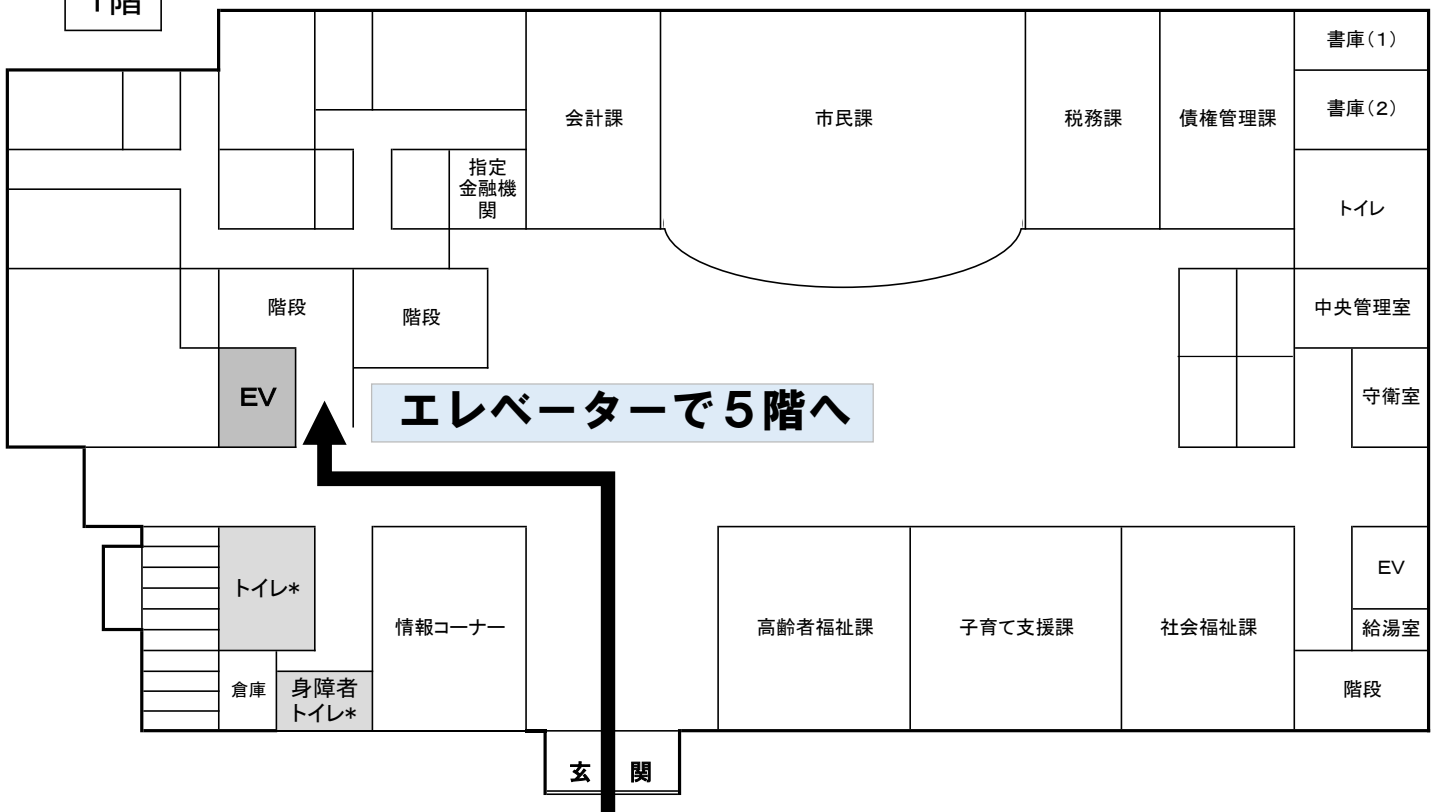 1階
書庫（1）
会計課
市民課
税務課
債権管理課
書庫（2）
指定
金融機
関
トイレ
階段
階段
中央管理室
EV
エレベーターで５階へ
守衛室
トイレ*
EV
情報コーナー
高齢者福祉課
子育て支援課
社会福祉課
給湯室
倉庫
身障者
トイレ*
階段
玄関